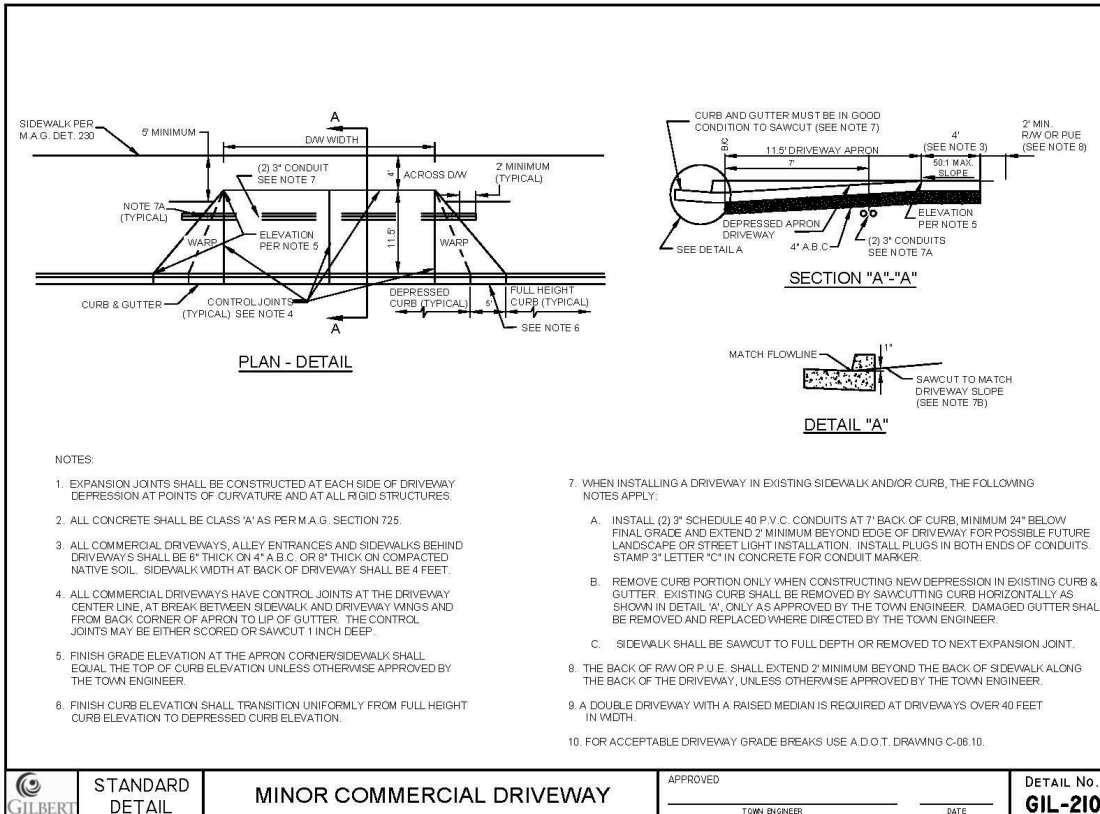 SIDEWALK PER
M.A.G. DET. 230
5' MINIMUM
A
D/W WIDTH
(2) 3" CONDUIT
SEE NOTE 7
4'
ACROSS D/W
2' MINIMUM
(TYPICAL)
NOTE 7A
(TYPICAL)
WARP
ELEVATION
PER NOTE 5
11.5'
WARP
CURB & GUTTER
CONTROL JOINTS
(TYPICAL) SEE NOTE 4
DEPRESSED
CURB (TYPICAL)
5'
FULL HEIGHT
CURB (TYPICAL)
A
SEE NOTE 6
PLAN - DETAIL
CURB AND GUTTER MUST BE IN GOOD
CONDITION TO SAWCUT (SEE NOTE 7)
B/C
11.5' DRIVEWAY APRON
7'
4'
(SEE NOTE 3)
2' MIN.
R/W OR PUE
(SEE NOTE 8)
50:1 MAX.
SLOPE
DEPRESSED APRON
DRIVEWAY
ELEVATION
PER NOTE 5
SEE DETAIL A
4" A.B.C
(2) 3" CONDUITS
SEE NOTE 7A
SECTION "A"-"A"
MATCH FLOWLINE
1"
SAWCUT TO MATCH
DRIVEWAY SLOPE
(SEE NOTE 7B)
DETAIL "A"
NOTES:
1. EXPANSION JOINTS SHALL BE CONSTRUCTED AT EACH SIDE OF DRIVEWAY
DEPRESSION AT POINTS OF CURVATURE AND AT ALL RIGID STRUCTURES.
2. ALL CONCRETE SHALL BE CLASS 'A' AS PER M.A.G. SECTION 725.
3. ALL COMMERCIAL DRIVEWAYS, ALLEY ENTRANCES AND SIDEWALKS BEHIND
DRIVEWAYS SHALL BE 6" THICK ON 4" A.B.C. OR 8" THICK ON COMPACTED
NATIVE SOIL. SIDEWALK WIDTH AT BACK OF DRIVEWAY SHALL BE 4 FEET.
4. ALL COMMERCIAL DRIVEWAYS HAVE CONTROL JOINTS AT THE DRIVEWAY
CENTER LINE, AT BREAK BETWEEN SIDEWALK AND DRIVEWAY WINGS AND
FROM BACK CORNER OF APRON TO LIP OF GUTTER. THE CONTROL
JOINTS MAY BE EITHER SCORED OR SAWCUT 1 INCH DEEP.
5. FINISH GRADE ELEVATION AT THE APRON CORNER/SIDEWALK SHALL
EQUAL THE TOP OF CURB ELEVATION UNLESS OTHERWISE APPROVED BY
THE TOWN ENGINEER.
6. FINISH CURB ELEVATION SHALL TRANSITION UNIFORMLY FROM FULL HEIGHT
CURB ELEVATION TO DEPRESSED CURB ELEVATION.
7. WHEN INSTALLING A DRIVEWAY IN EXISTING SIDEWALK AND/OR CURB, THE FOLLOWING
NOTES APPLY:
A. INSTALL (2) 3" SCHEDULE 40 P.V.C. CONDUITS AT 7' BACK OF CURB, MINIMUM 24" BELOW
FINAL GRADE AND EXTEND 2' MINIMUM BEYOND EDGE OF DRIVEWAY FOR POSSIBLE FUTURE
LANDSCAPE OR STREET LIGHT INSTALLATION. INSTALL PLUGS IN BOTH ENDS OF CONDUITS.
STAMP 3" LETTER "C" IN CONCRETE FOR CONDUIT MARKER.
B. REMOVE CURB PORTION ONLY WHEN CONSTRUCTING NEW DEPRESSION IN EXISTING CURB &
GUTTER. EXISTING CURB SHALL BE REMOVED BY SAWCUTTING CURB HORIZONTALLY AS
SHOWN IN DETAIL 'A', ONLY AS APPROVED BY THE TOWN ENGINEER. DAMAGED GUTTER SHAL
BE REMOVED AND REPLACED WHERE DIRECTED BY THE TOWN ENGINEER.
C. SIDEWALK SHALL BE SAWCUT TO FULL DEPTH OR REMOVED TO NEXT EXPANSION JOINT.
8. THE BACK OF R/W OR P.U.E. SHALL EXTEND 2' MINIMUM BEYOND THE BACK OF SIDEWALK ALONG
THE BACK OF THE DRIVEWAY, UNLESS OTHERWISE APPROVED BY THE TOWN ENGINEER.
9. A DOUBLE DRIVEWAY WITH A RAISED MEDIAN IS REQUIRED AT DRIVEWAYS OVER 40 FEET
IN WIDTH.
10. FOR ACCEPTABLE DRIVEWAY GRADE BREAKS USE A.D.O.T. DRAWING C-06.10.
GILBERT
STANDARD
DETAIL
MINOR COMMERCIAL DRIVEWAY
APPROVED
TOWN ENGINEER
DATE
DETAIL NO.
GIL-210